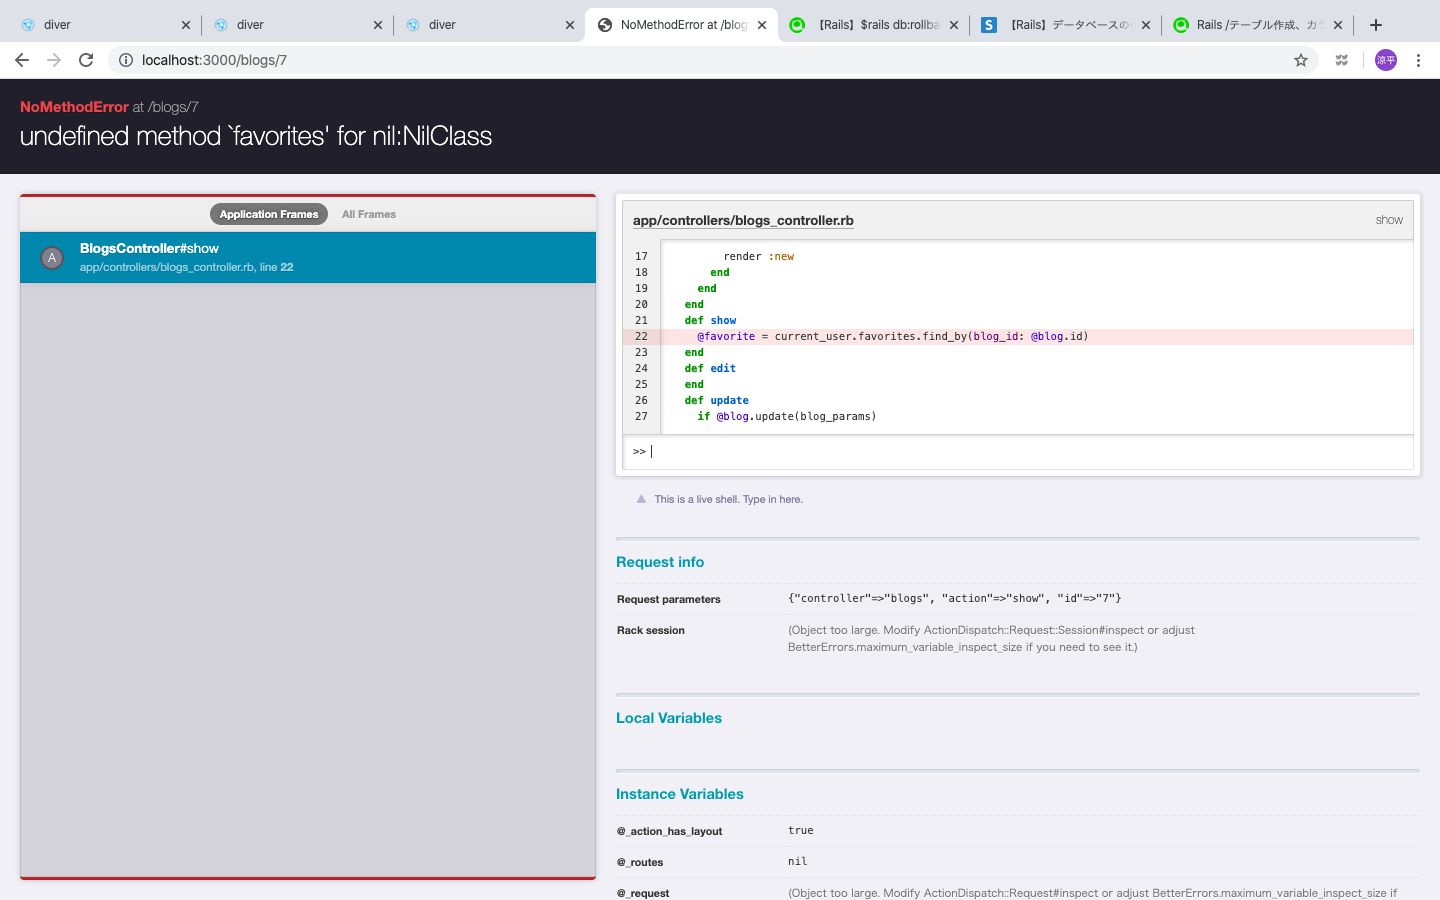 diver
diver
diver
NoMethodError at /blog
【Rails】$rails db:rollba
【Rails】データベースの
Rails /テーブル作成、カラ
localhost:3000/blogs/7
涼平
NoMethodError at /blogs/7
undefined method `favorites' for nil:NilClass
Application Frames
All Frames
A
BlogsController#show
app/controllers/blogs_controller.rb, line 22
app/controllers/blogs_controller.rb
show
17 render :new
18 end
19 end
20 end
21 def show
22 @favorite = current_user.favorites.find_by(blog_id: @blog.id)
23 end
24 def edit
25 end
26 def update
27 if @blog.update(blog_params)
>>
This is a live shell. Type in here.
Request info
Request parameters {"controller"=>"blogs", "action"=>"show", "id"=>"7"}
Rack session (Object too large. Modify ActionDispatch::Request::Session#inspect or adjust
BetterErrors.maximum_variable_inspect_size if you need to see it.)
Local Variables
Instance Variables
@_action_has_layout true
@_routes nil
@_request (Object too large. Modify ActionDispatch::Request#inspect or adjust BetterErrors.maximum_variable_inspect_size if